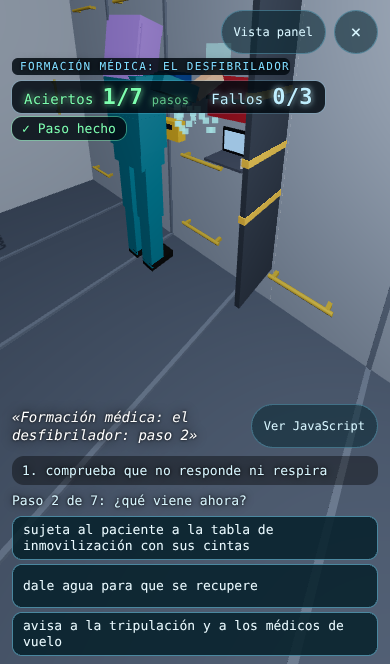 Vista panel
×
FORMACIÓN MÉDICA: EL DESFIBRILADOR
Aciertos 1/7 pasos Fallos 0/3
✓ Paso hecho
«Formación médica: el
desfibrilador: paso 2»
Ver JavaScript
1. comprueba que no responde ni respira
Paso 2 de 7: ¿qué viene ahora?
sujeta al paciente a la tabla de
inmovilización con sus cintas
dale agua para que se recupere
avisa a la tripulación y a los médicos de
vuelo